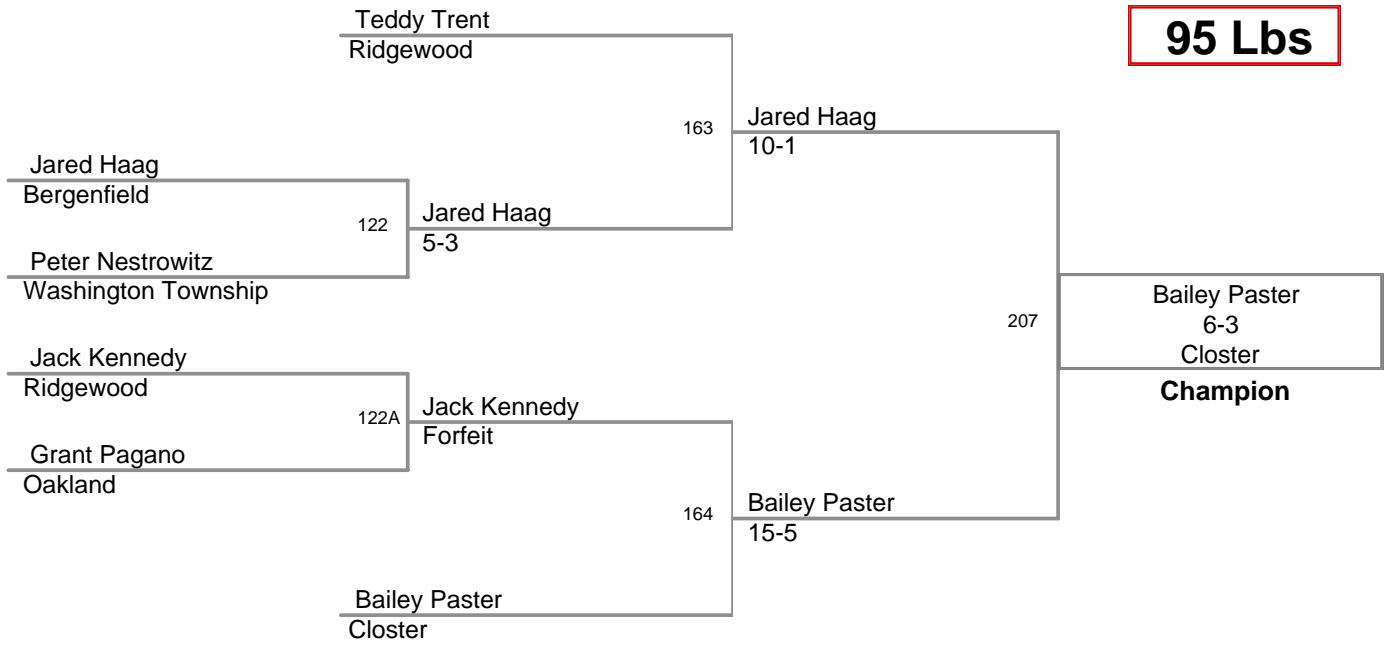 Teddy Trent
Ridgewood
95 Lbs
163
Jared Haag
10-1
Jared Haag
Bergenfield
122
Jared Haag
5-3
Peter Nestrowitz
Washington Township
207
Bailey Paster
6-3
Closter
Champion
Jack Kennedy
Ridgewood
122A
Jack Kennedy
Forfeit
Grant Pagano
Oakland
164
Bailey Paster
15-5
Bailey Paster
Closter